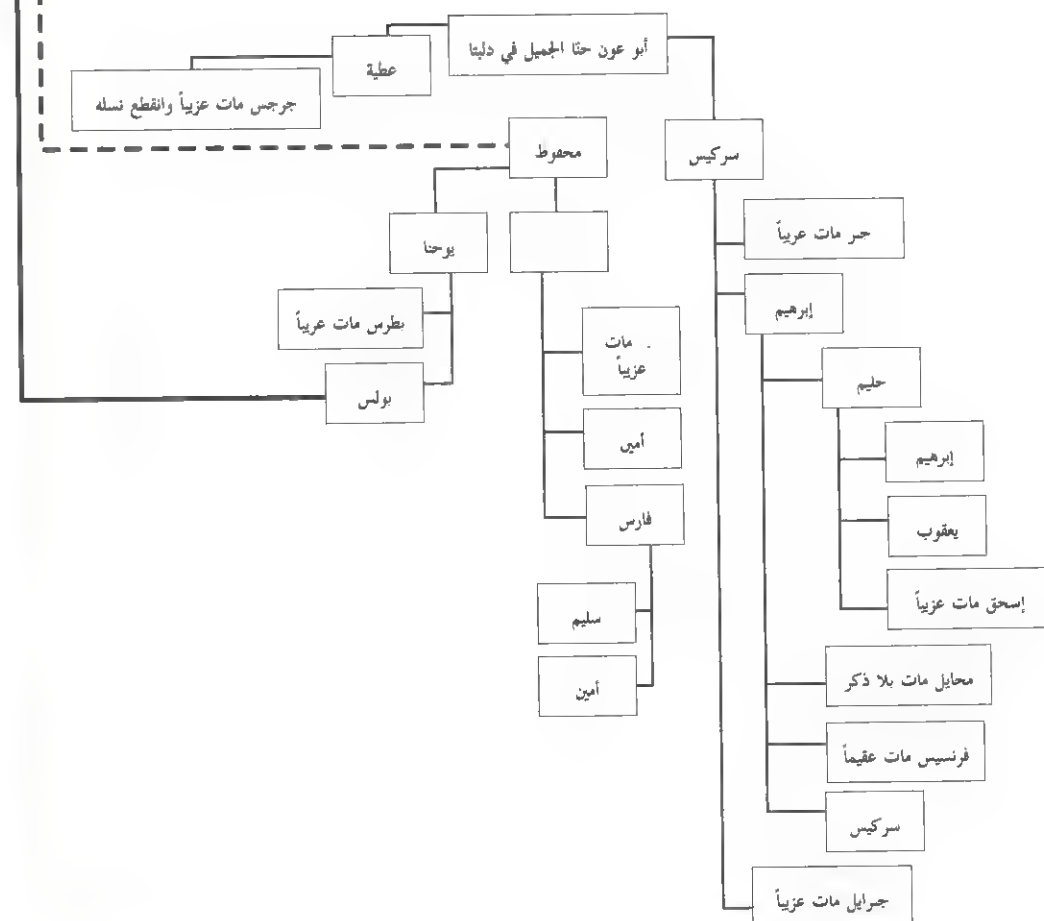 أبو عون حنا الجميل في دلبتا
عطية
جرجس مات عزيباً وانقطع نسله
سركيس
محفوظ
حبر مات عزيباً
يوحنا
إبرهيم
بطرس مات عزيباً
مات
عزيباً
حليم
بولس
أمين
إبرهيم
فارس
يعقوب
إسحق مات عزيباً
سليم
محايل مات بلا ذكر
أمين
فرنسيس مات عقيماً
سركيس
جبرايل مات عزيباً